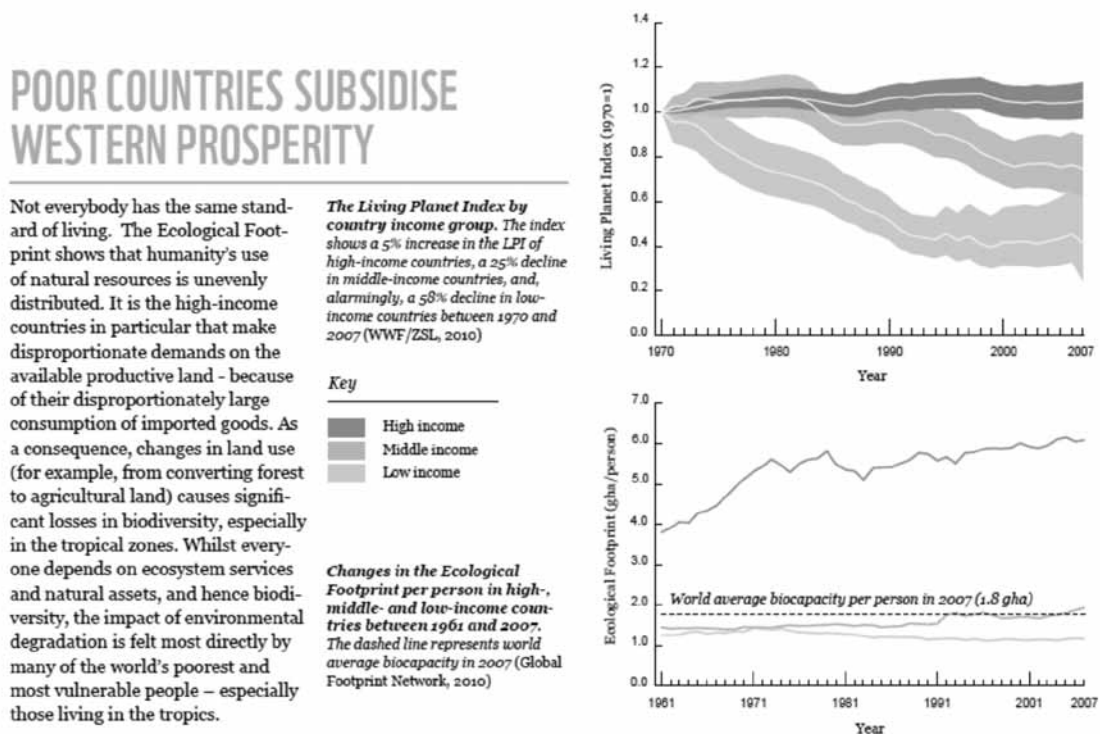 POOR COUNTRIES SUBSIDISE
WESTERN PROSPERITY
Not everybody has the same stand-
ard of living.  The Ecological Foot-
print shows that humanity's use
of natural resources is unevenly
distributed. It is the high-income
countries in particular that make
disproportionate demands on the
available productive land - because
of their disproportionately large
consumption of imported goods. As
a consequence, changes in land use
(for example, from converting forest
to agricultural land) causes signifi-
cant losses in biodiversity, especially
in the tropical zones. Whilst every-
one depends on ecosystem services
and natural assets, and hence biodi-
versity, the impact of environmental
degradation is felt most directly by
many of the world's poorest and
most vulnerable people – especially
those living in the tropics.
The Living Planet Index by
country income group. The index
shows a 5% increase in the LPI of
high-income countries, a 25% decline
in middle-income countries, and,
alarmingly, a 58% decline in low-
income countries between 1970 and
2007 (WWF/ZSL, 2010)
Key
High income
Middle income
Low income
Changes in the Ecological
Footprint per person in high-,
middle- and low-income coun-
tries between 1961 and 2007.
The dashed line represents world
average biocapacity in 2007 (Global
Footprint Network, 2010)
Living Planet Index (1970=1)
1.4
1.2
1.0
0.8
0.6
0.4
0.2
0.0
1970 1980 1990 2000 2007
Year
Ecological Footprint (gha/person)
7.0
6.0
5.0
4.0
3.0
2.0
1.0
0.0
World average biocapacity per person in 2007 (1.8 gha)
1961 1971 1981 1991 2001 2007
Year